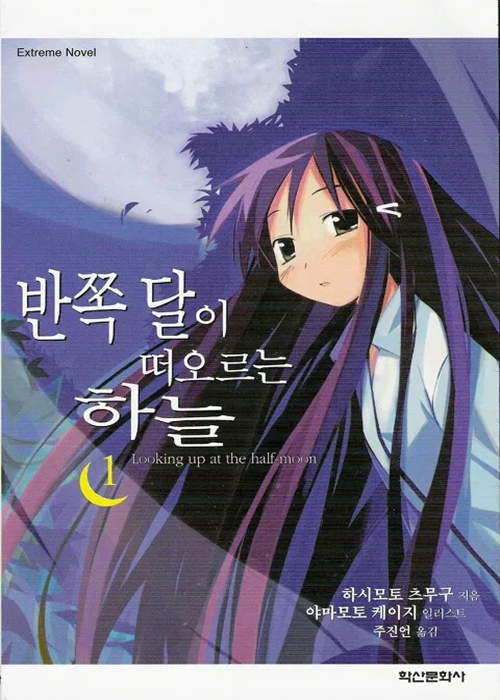 Extreme Novel
반쪽 달이
떠오르는
하늘
1
Looking up at the half-moon
하시모토 츠무구 지음
야마모토 케이지 일러스트
주진언 옮김
학산문화사